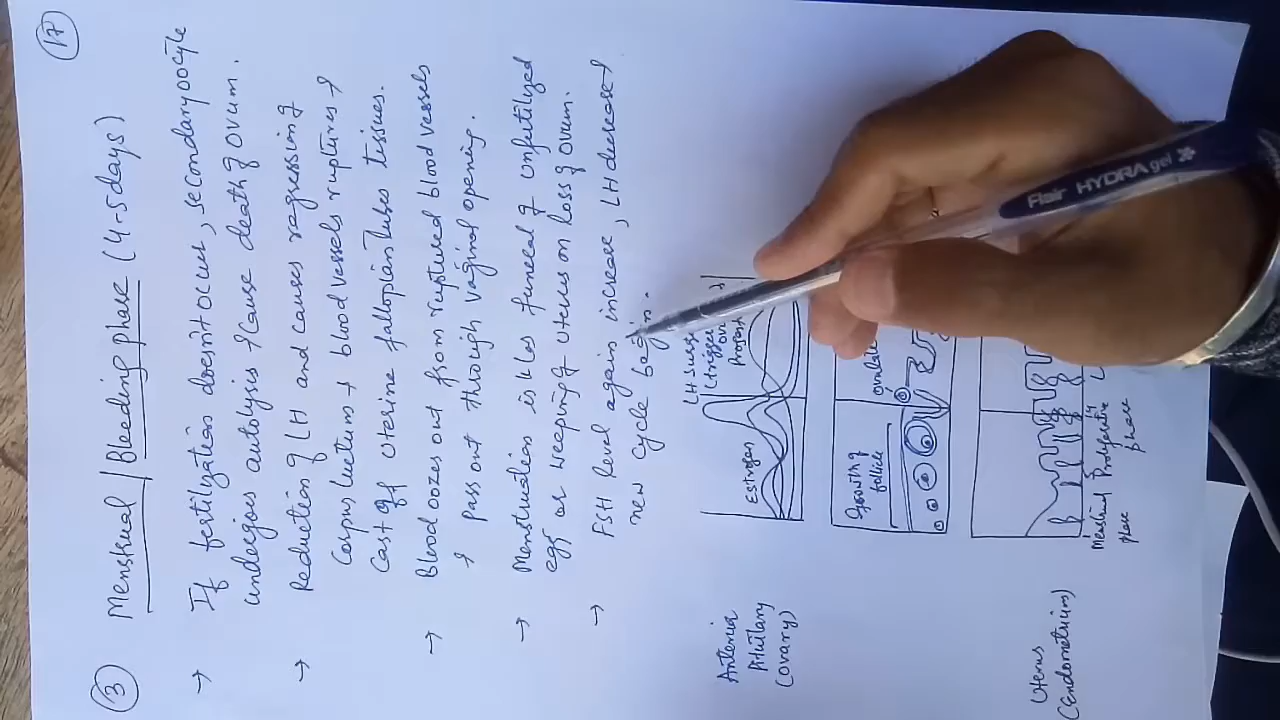 17
③ Menstrual / Bleeding phase (4-5 days)
→ If fertilization doesn't occur, secondary oocyte
undergoes autolysis & cause death of ovum.
→ Reduction of LH and causes regression of
Corpus luteum & blood vessels ruptures &
Cast off uterine fallopian tubes tissues.
→ Blood oozes out from ruptured blood vessels
& pass out through vaginal opening.
→ Menstruation is k/as funeral of unfertilized
egg or weeping of uterus on loss of ovum.
→ FSH level again increase, LH decrease &
new cycle begin.
Anterior
Pituitary
(ovary)
Estrogen
LH Surge
(trigger
Growth of
follicle
Uterus
(Endometrium)
Menstrual
phase
Proliferative
phase
Flair HYDRA gel